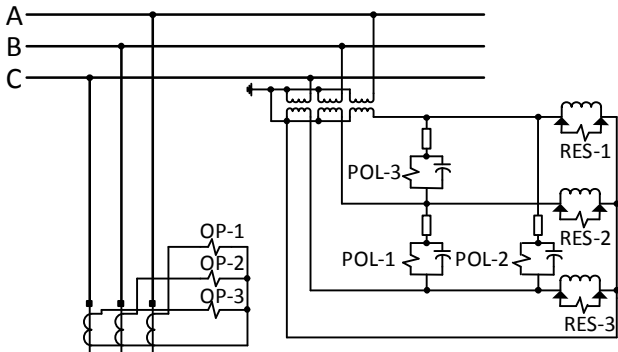 A
B
C
RES-1
POL-3
RES-2
OP-1
OP-2
OP-3
POL-1
POL-2
RES-3